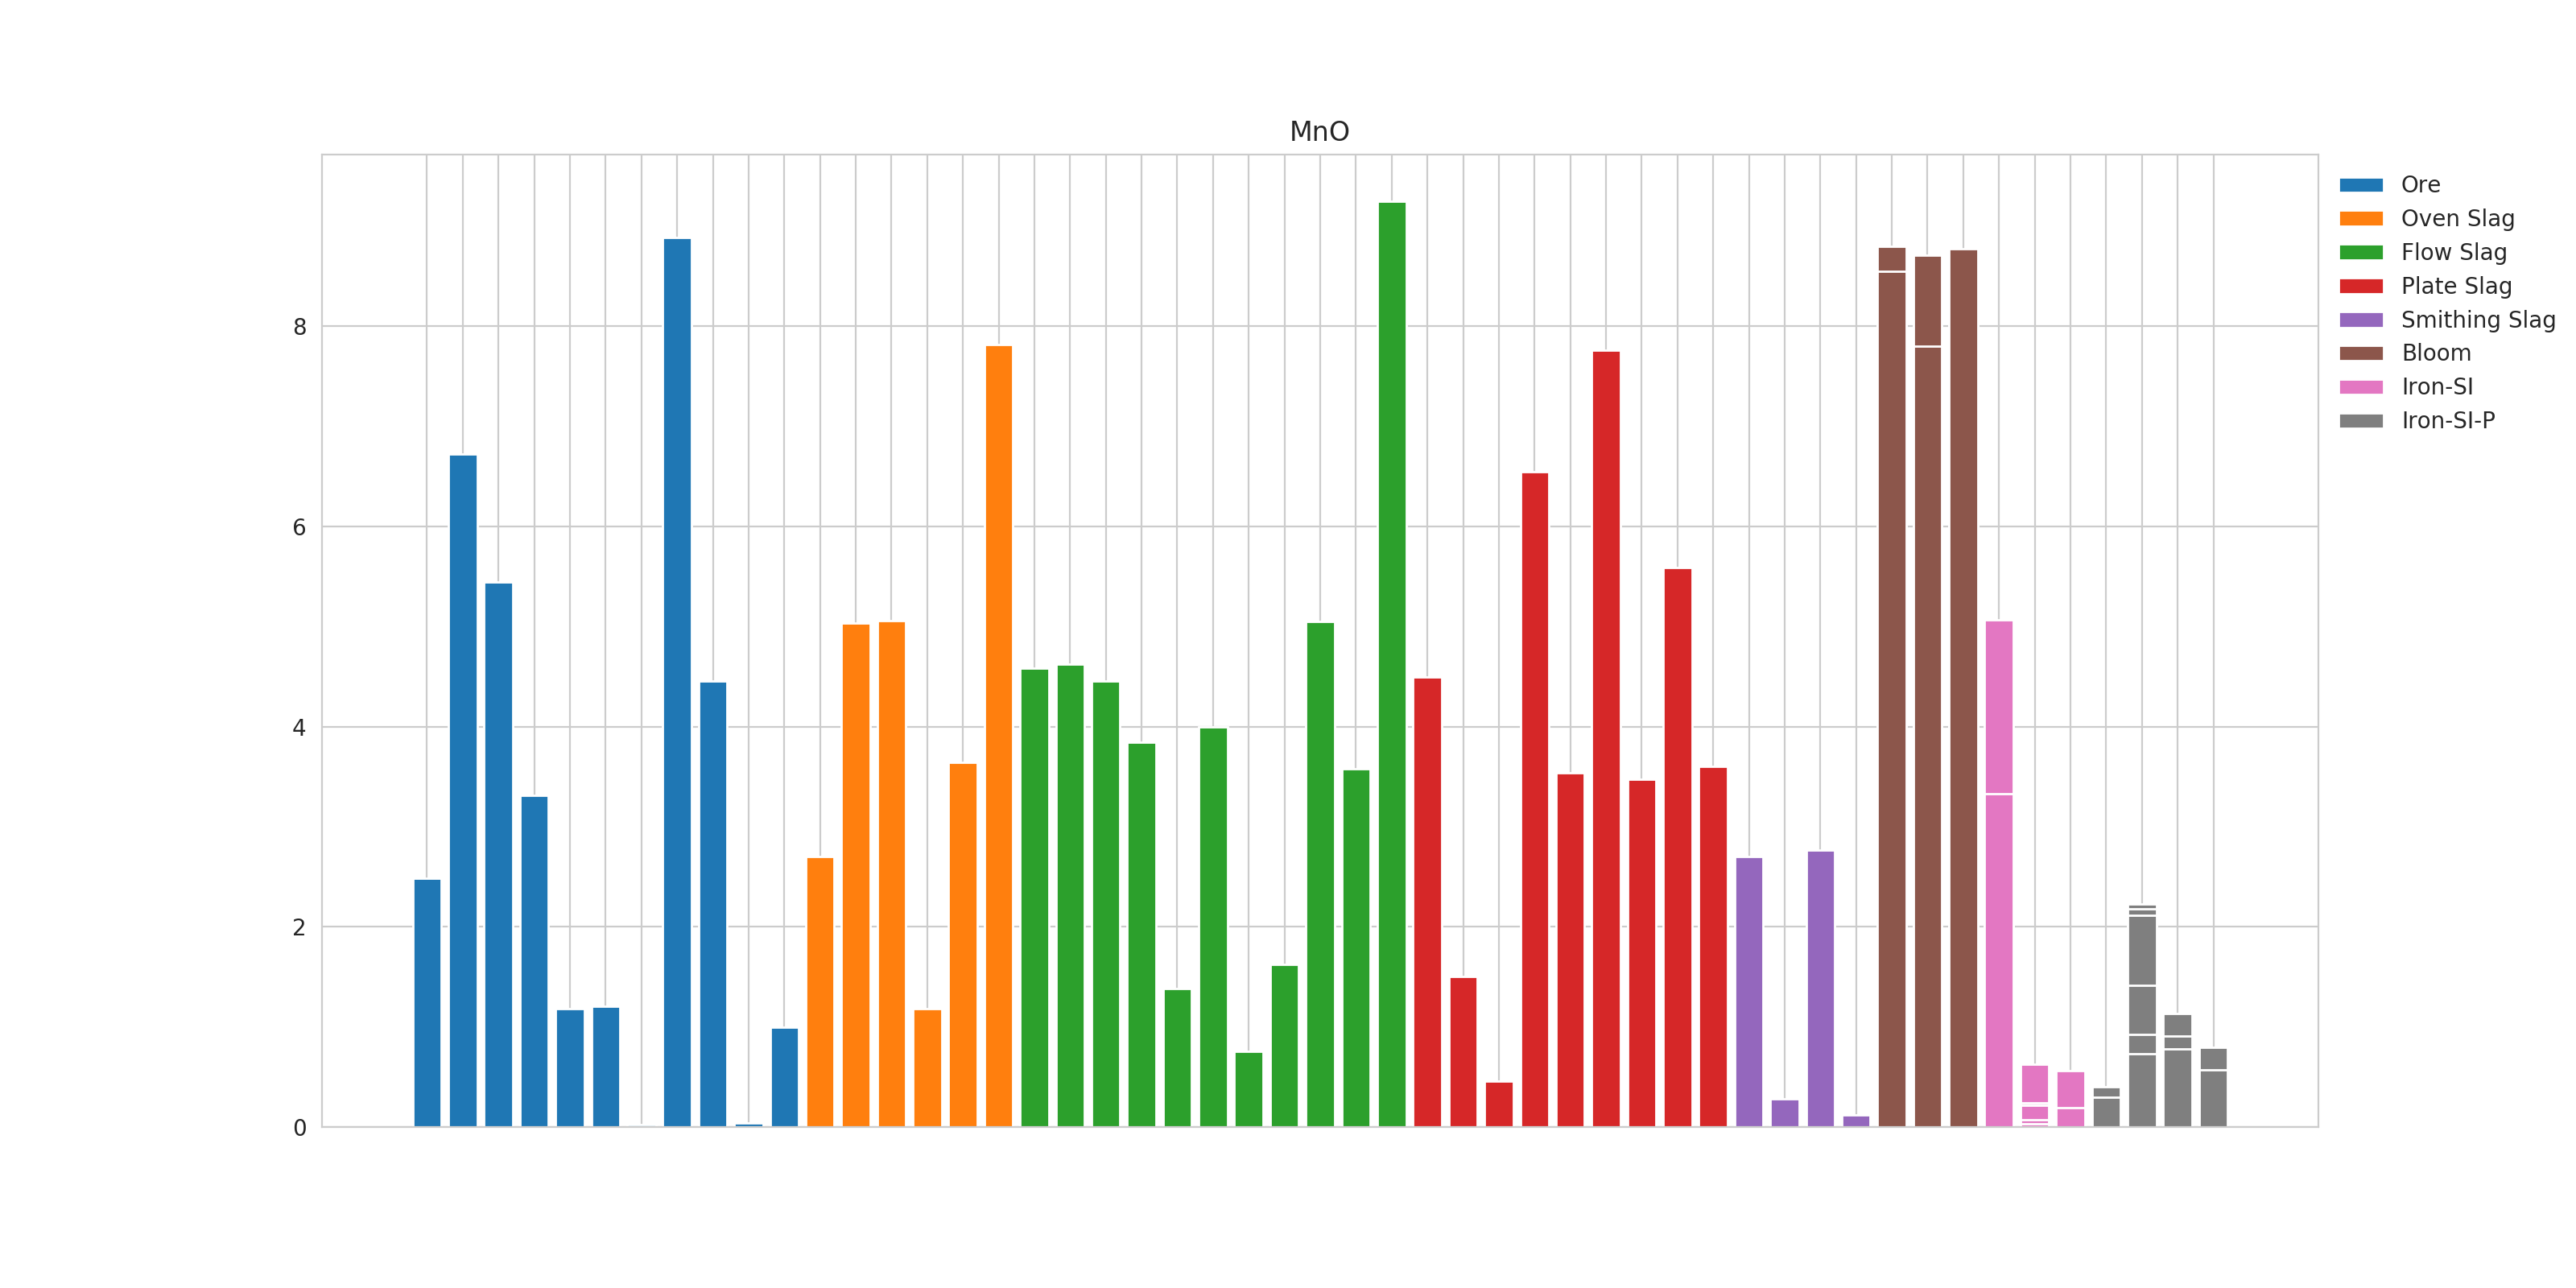 MnO
8
6
4
2
0
Ore
Oven Slag
Flow Slag
Plate Slag
Smithing Slag
Bloom
Iron-SI
Iron-SI-P